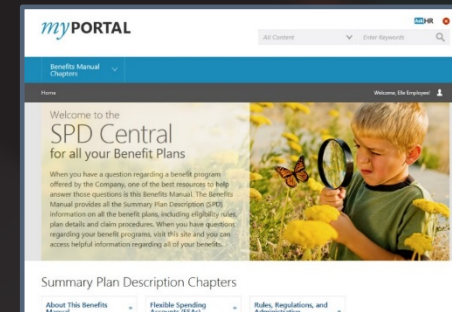 myPORTAL
Ask HR
All Content
Enter Keywords
Benefits Manual
Chapters
Home
Welcome, Elle Employee!
Welcome to the
SPD Central
for all your Benefit Plans
When you have a question regarding a benefit program
offered by the Company, one of the best resources to help
answer those questions is this Benefits Manual. The Benefits
Manual provides all the Summary Plan Description (SPD)
information on all the benefit plans, including eligibility rules,
plan details and claim procedures. When you have questions
regarding your benefit programs, visit this site and you can
access helpful information regarding all of your benefits.
Summary Plan Description Chapters
About This Benefits
Manual
Flexible Spending
Accounts (FSAs)
Rules, Regulations, and
Administrative